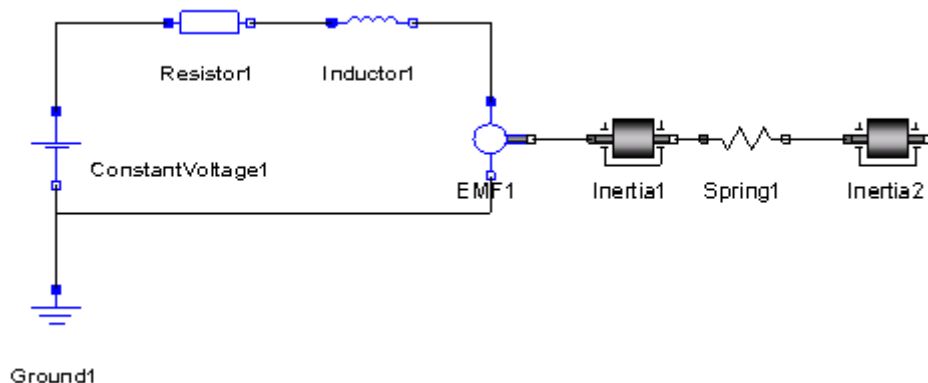 Resistor1
Inductor1
ConstantVoltage1
EMF1
Inertia1
Spring1
Inertia2
Ground1